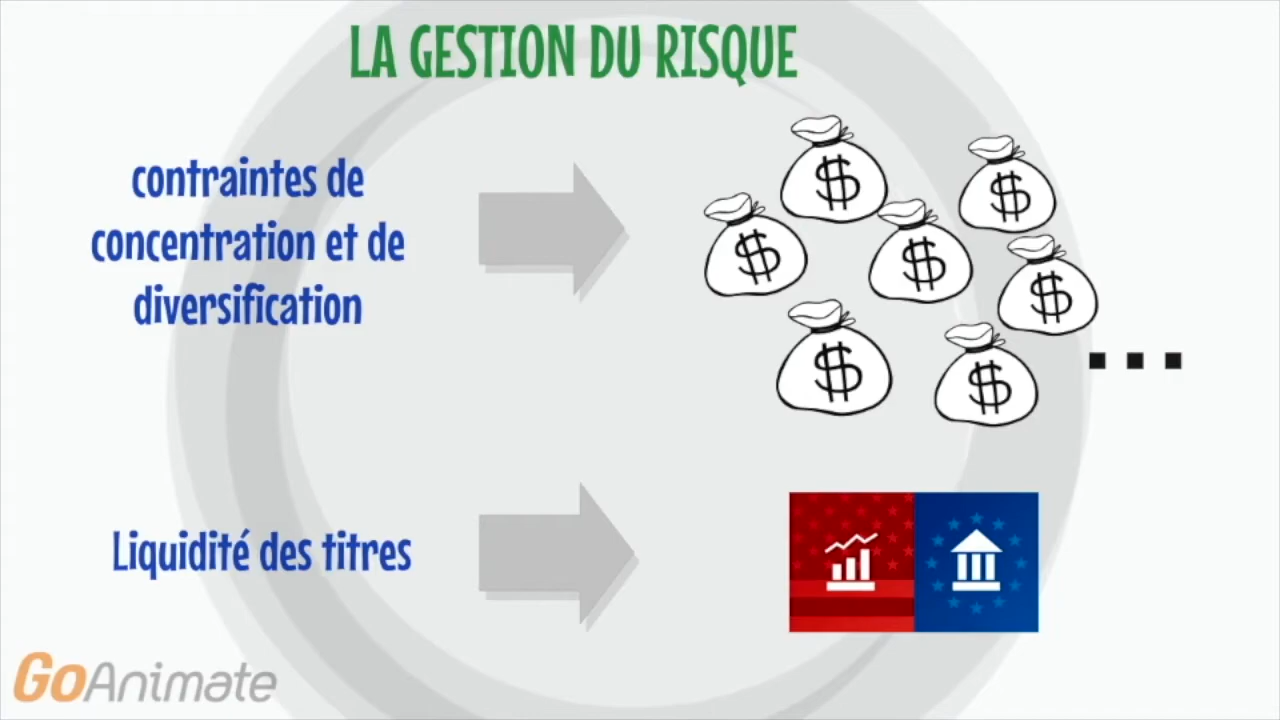 LA GESTION DU RISQUE
contraintes de
concentration et de
diversification
$ $ $ $ $ $ $
...
Liquidité des titres
GoAnimate